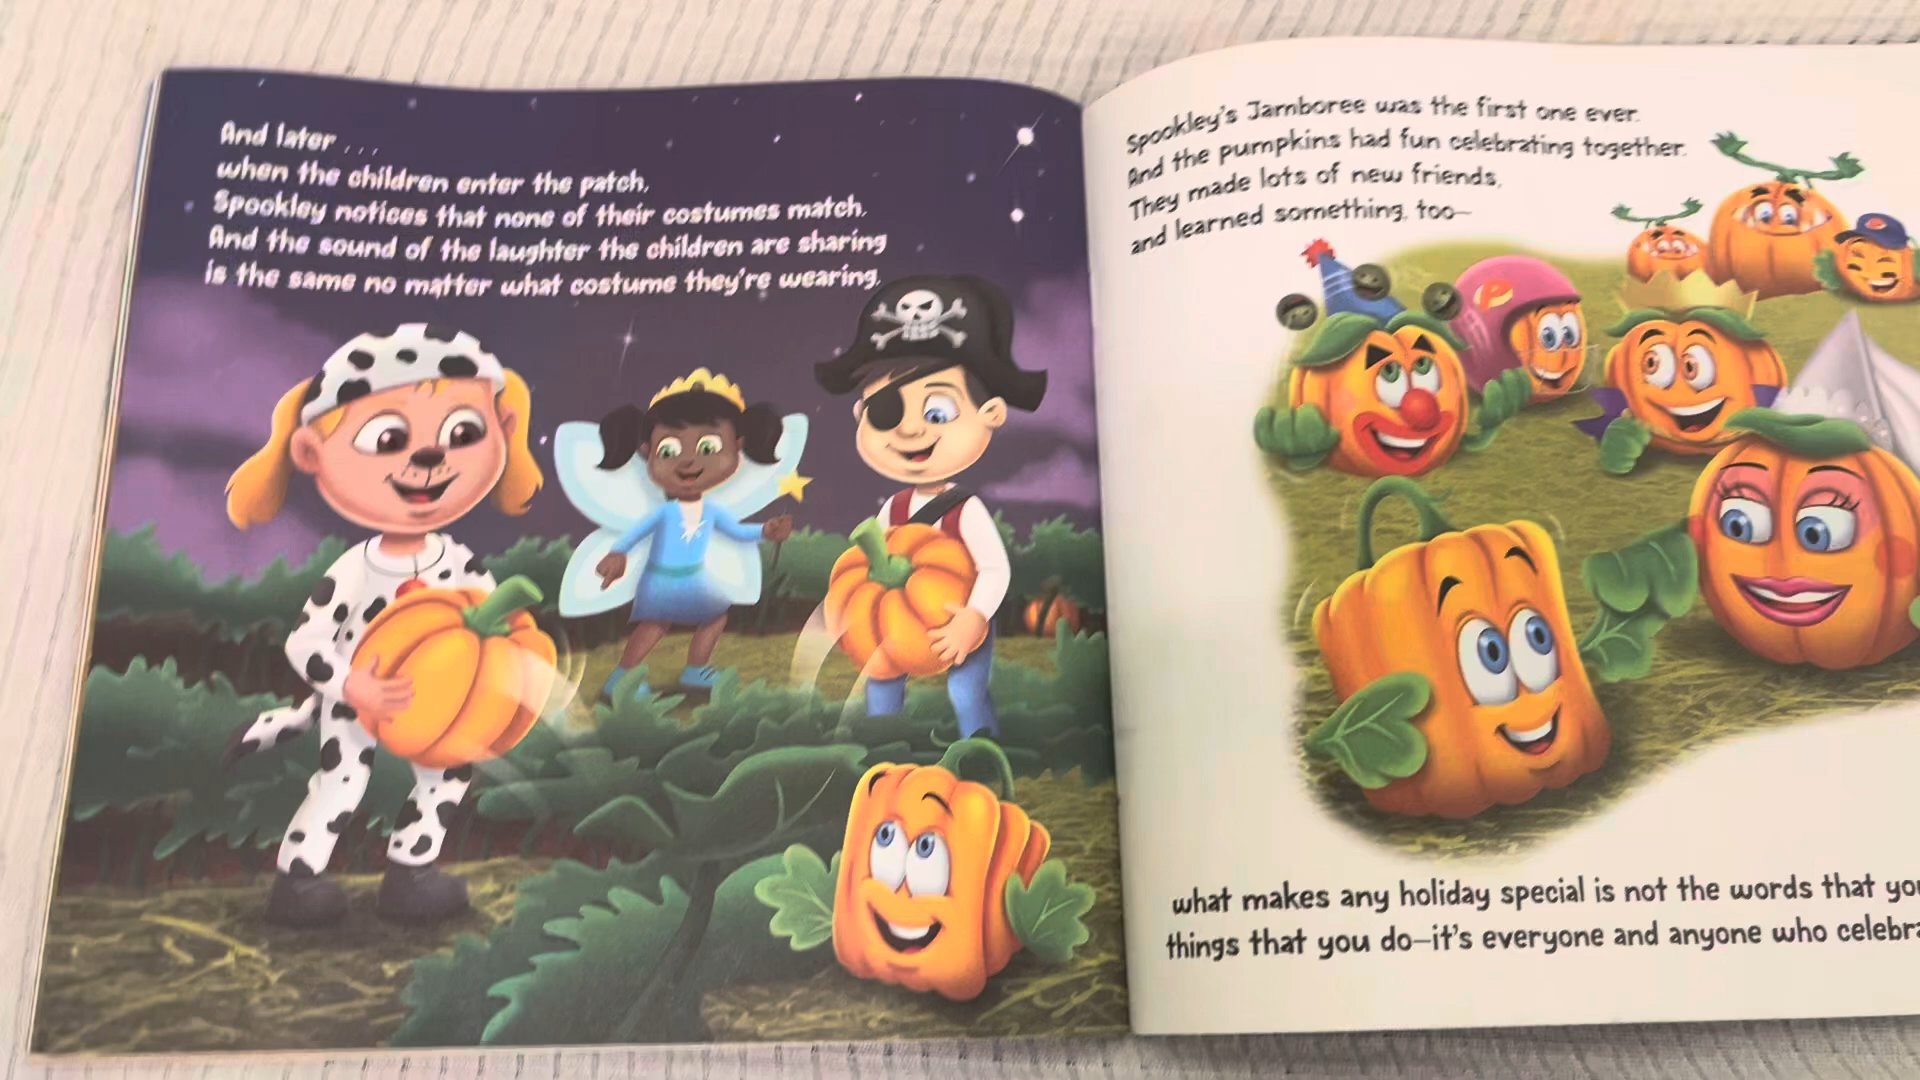 And later . . .
when the children enter the patch,
Spookley notices that none of their costumes match.
And the sound of the laughter the children are sharing
is the same no matter what costume they're wearing.
Spookley's Jamboree was the first one ever.
And the pumpkins had fun celebrating together.
They made lots of new friends,
and learned something, too—
P
what makes any holiday special is not the words that
things that you do—it's everyone and anyone who